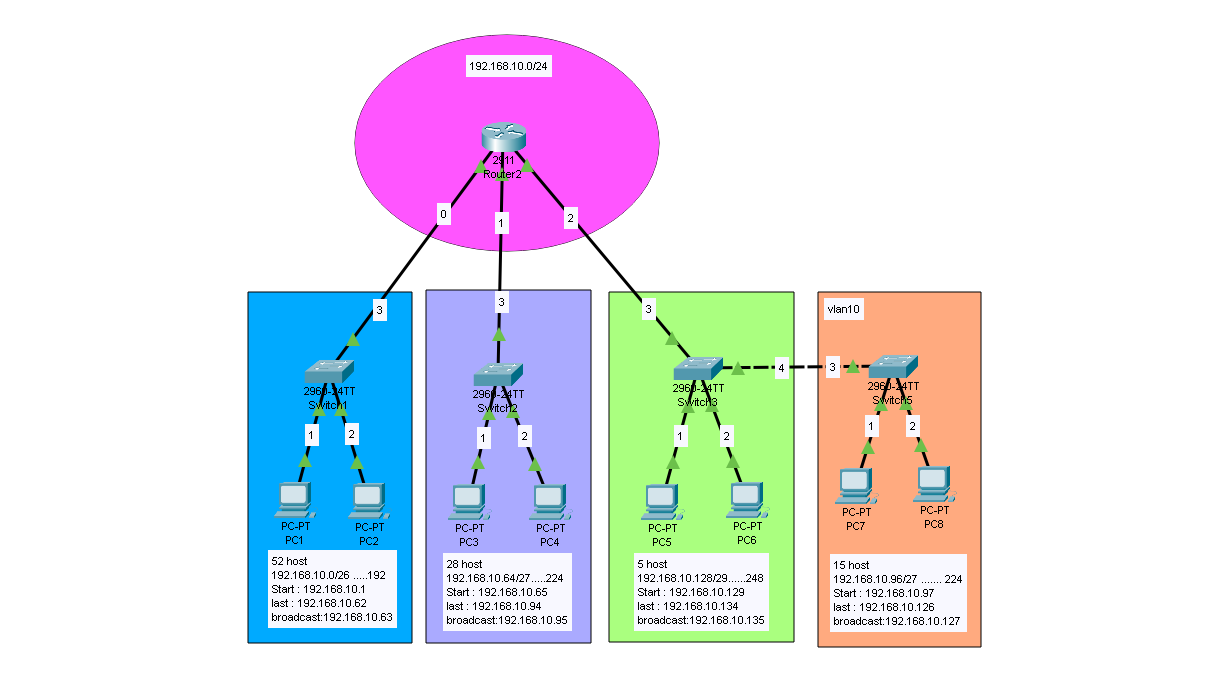 192.168.10.0/24
2911
Router2
0
1
2
3
3
3
vlan10
4
3
2960-24TT
Switch1
2960-24TT
Switch2
2960-24TT
Switch3
2960-24TT
Switch5
1
2
1
2
1
2
1
2
PC-PT
PC1
PC-PT
PC2
PC-PT
PC3
PC-PT
PC4
PC-PT
PC5
PC-PT
PC6
PC-PT
PC7
PC-PT
PC8
52 host
192.168.10.0/26 .....192
Start : 192.168.10.1
last : 192.168.10.62
broadcast:192.168.10.63
28 host
192.168.10.64/27.....224
Start : 192.168.10.65
last : 192.168.10.94
broadcast:192.168.10.95
5 host
192.168.10.128/29......248
Start : 192.168.10.129
last : 192.168.10.134
broadcast:192.168.10.135
15 host
192.168.10.96/27 ....... 224
Start : 192.168.10.97
last : 192.168.10.126
broadcast:192.168.10.127